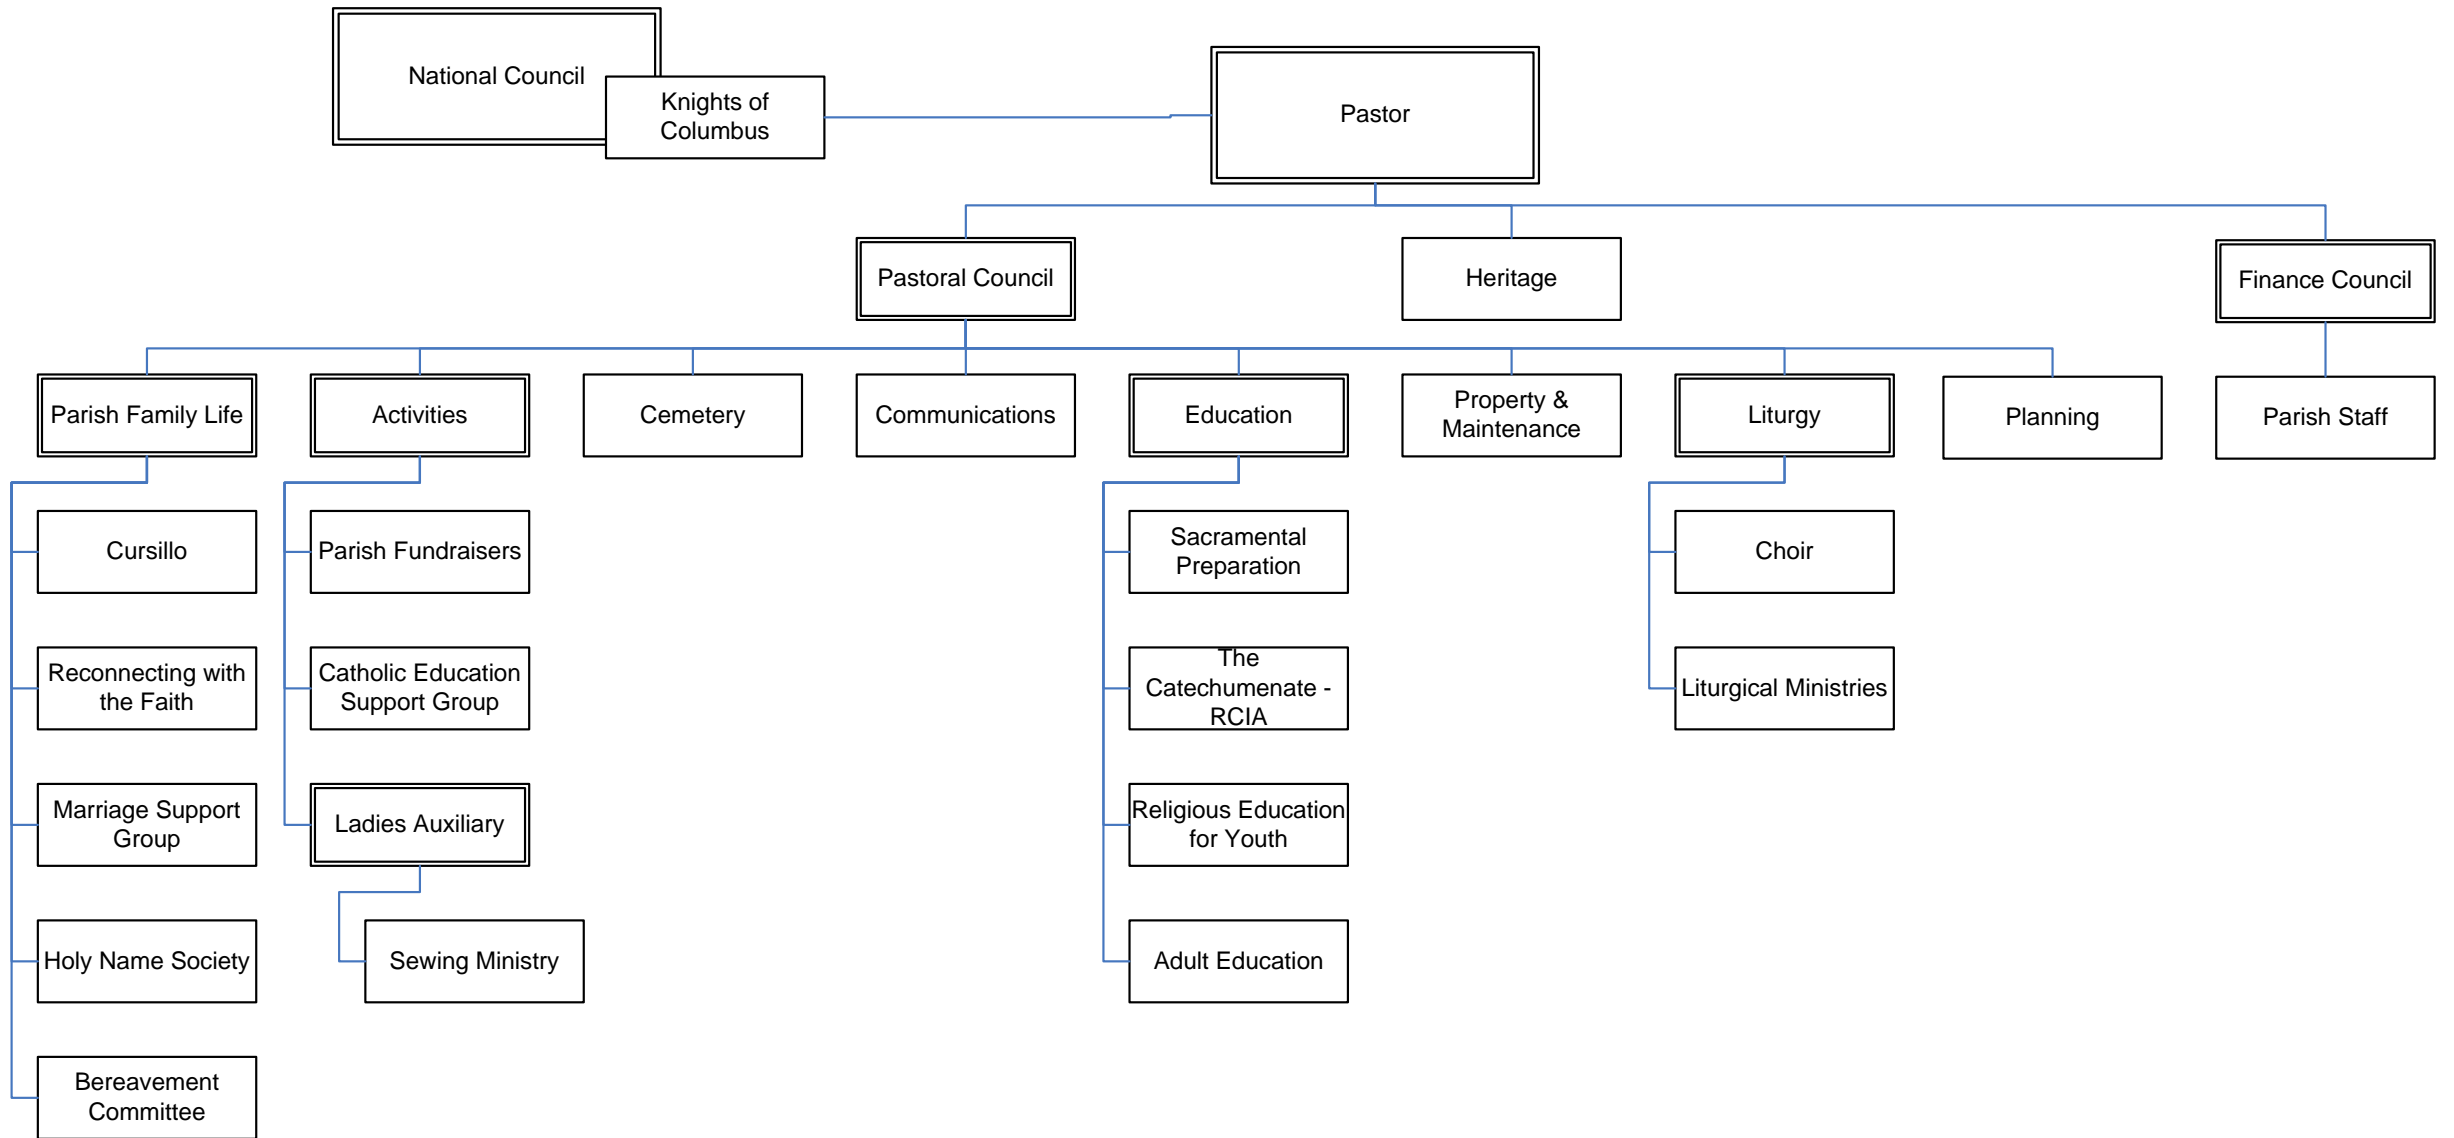 National Council
Knights of
Columbus
Pastor
Pastoral Council
Heritage
Finance Council
Parish Family Life
Activities
Cemetery
Communications
Education
Property &
Maintenance
Liturgy
Planning
Parish Staff
Cursillo
Parish Fundraisers
Sacramental
Preparation
Choir
Reconnecting with
the Faith
Catholic Education
Support Group
The
Catechumenate -
RCIA
Liturgical Ministries
Marriage Support
Group
Ladies Auxiliary
Religious Education
for Youth
Holy Name Society
Sewing Ministry
Adult Education
Bereavement
Committee